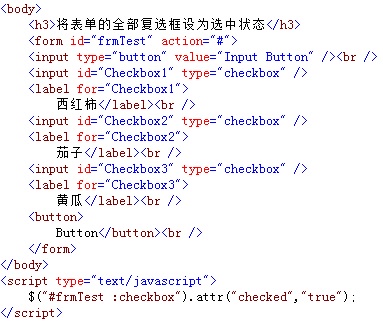 <body>
<h3>将表单的全部复选框设为选中状态</h3>
<form id="frmTest" action="#">
<input type="button" value="Input Button" /><br />
<input id="Checkbox1" type="checkbox" />
<label for="Checkbox1">
西红柿</label><br />
<input id="Checkbox2" type="checkbox" />
<label for="Checkbox2">
茄子</label><br />
<input id="Checkbox3" type="checkbox" />
<label for="Checkbox3">
黄瓜</label><br />
<button>
Button</button><br />
</form>
</body>
<script type="text/javascript">
$("#frmTest :checkbox").attr("checked","true");
</script>